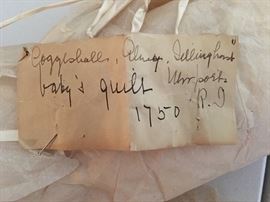 "Coggeshalls, Almy, Tillinghast"
baby's quilt Newport
1750 R.I